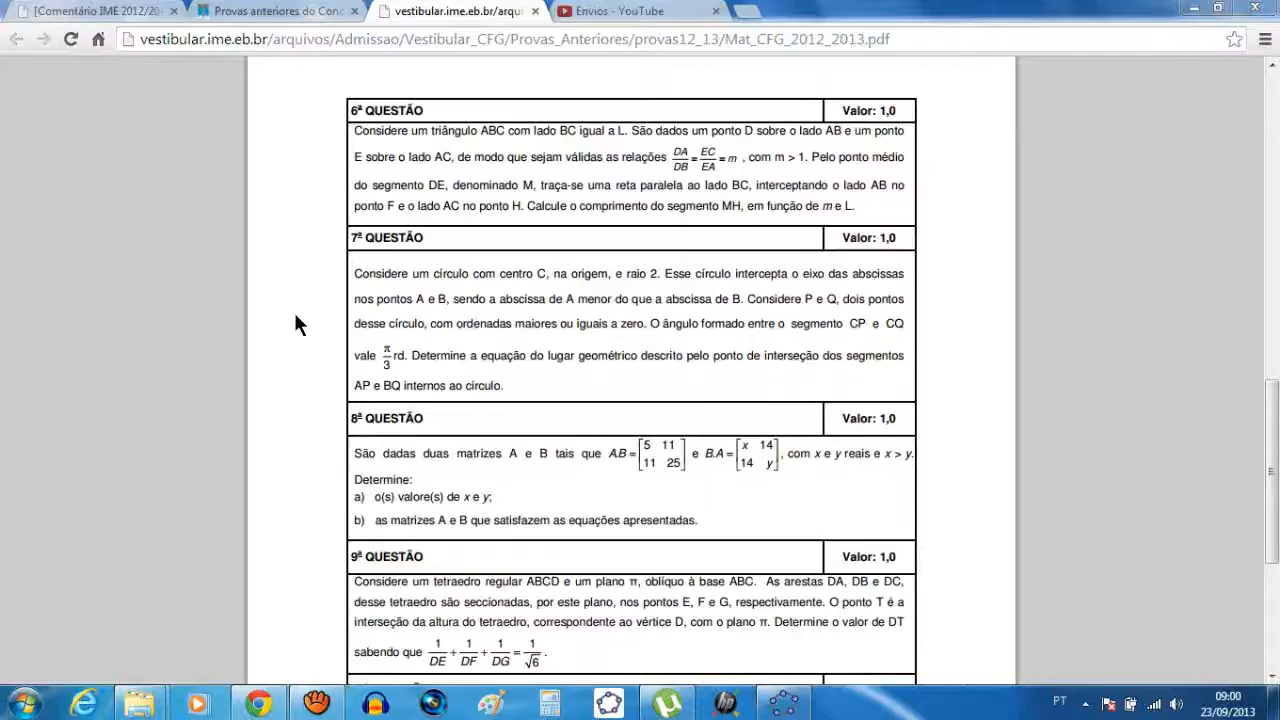 [Comentário IME 2012/20
Provas anteriores do Conc
vestibular.ime.eb.br/arqui
Envios - YouTube
vestibular.ime.eb.br/arquivos/Admissao/Vestibular_CFG/Provas_Anteriores/provas12_13/Mat_CFG_2012_2013.pdf
6ª QUESTÃO Valor: 1,0
Considere um triângulo ABC com lado BC igual a L. São dados um ponto D sobre o lado AB e um ponto
E sobre o lado AC, de modo que sejam válidas as relações DA/DB = EC/EA = m , com m > 1. Pelo ponto médio
do segmento DE, denominado M, traça-se uma reta paralela ao lado BC, interceptando o lado AB no
ponto F e o lado AC no ponto H. Calcule o comprimento do segmento MH, em função de m e L.
7ª QUESTÃO Valor: 1,0
Considere um círculo com centro C, na origem, e raio 2. Esse círculo intercepta o eixo das abscissas
nos pontos A e B, sendo a abscissa de A menor do que a abscissa de B. Considere P e Q, dois pontos
desse círculo, com ordenadas maiores ou iguais a zero. O ângulo formado entre o segmento CP e CQ
vale π/3 rd. Determine a equação do lugar geométrico descrito pelo ponto de interseção dos segmentos
AP e BQ internos ao círculo.
8ª QUESTÃO Valor: 1,0
São dadas duas matrizes A e B tais que A.B = [5 11; 11 25] e B.A = [x 14; 14 y], com x e y reais e x > y.
Determine:
a) o(s) valore(s) de x e y;
b) as matrizes A e B que satisfazem as equações apresentadas.
9ª QUESTÃO Valor: 1,0
Considere um tetraedro regular ABCD e um plano π, oblíquo à base ABC. As arestas DA, DB e DC,
desse tetraedro são seccionadas, por este plano, nos pontos E, F e G, respectivamente. O ponto T é a
interseção da altura do tetraedro, correspondente ao vértice D, com o plano π. Determine o valor de DT
sabendo que 1/DE + 1/DF + 1/DG = 1/√6 .
PT
09:00
23/09/2013